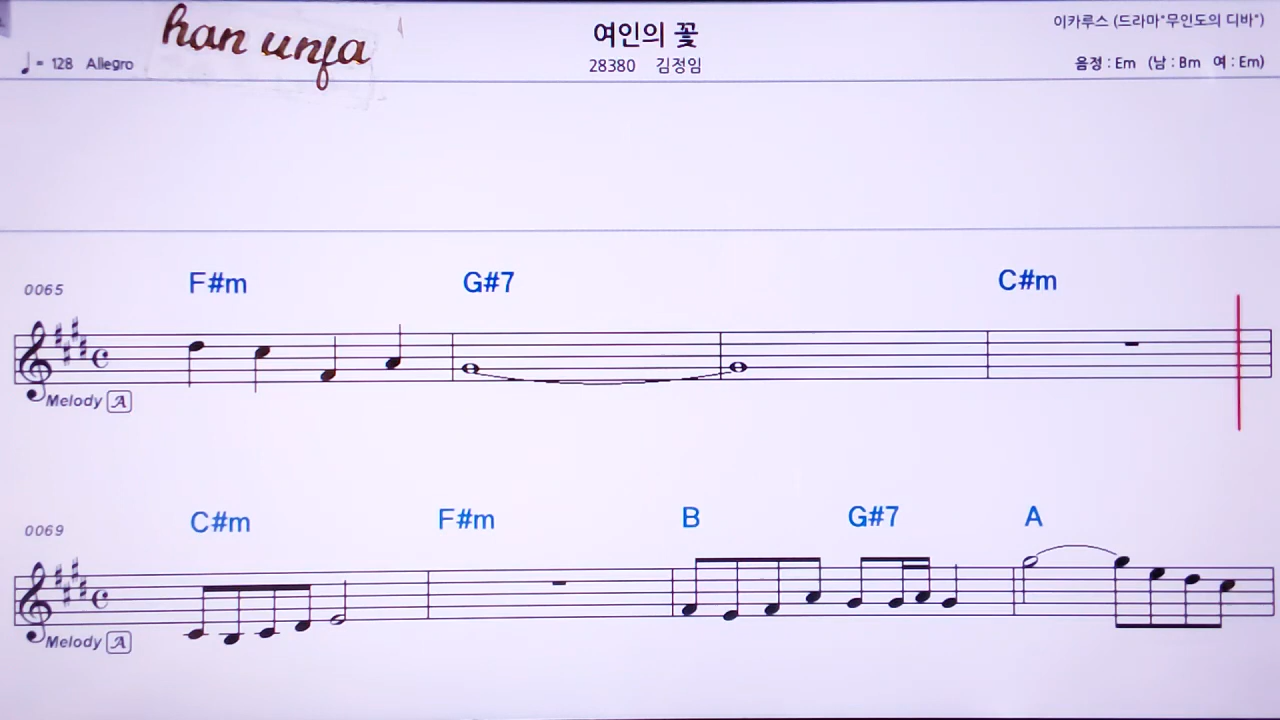 han unfa
여인의 꽃
이카루스 (드라마"무인도의 디바")
♩= 128 Allegro
28380 김정임
음정 : Em (남 : Bm 여 : Em)
0065 F#m G#7 C#m
Melody A
0069 C#m F#m B G#7 A
Melody A